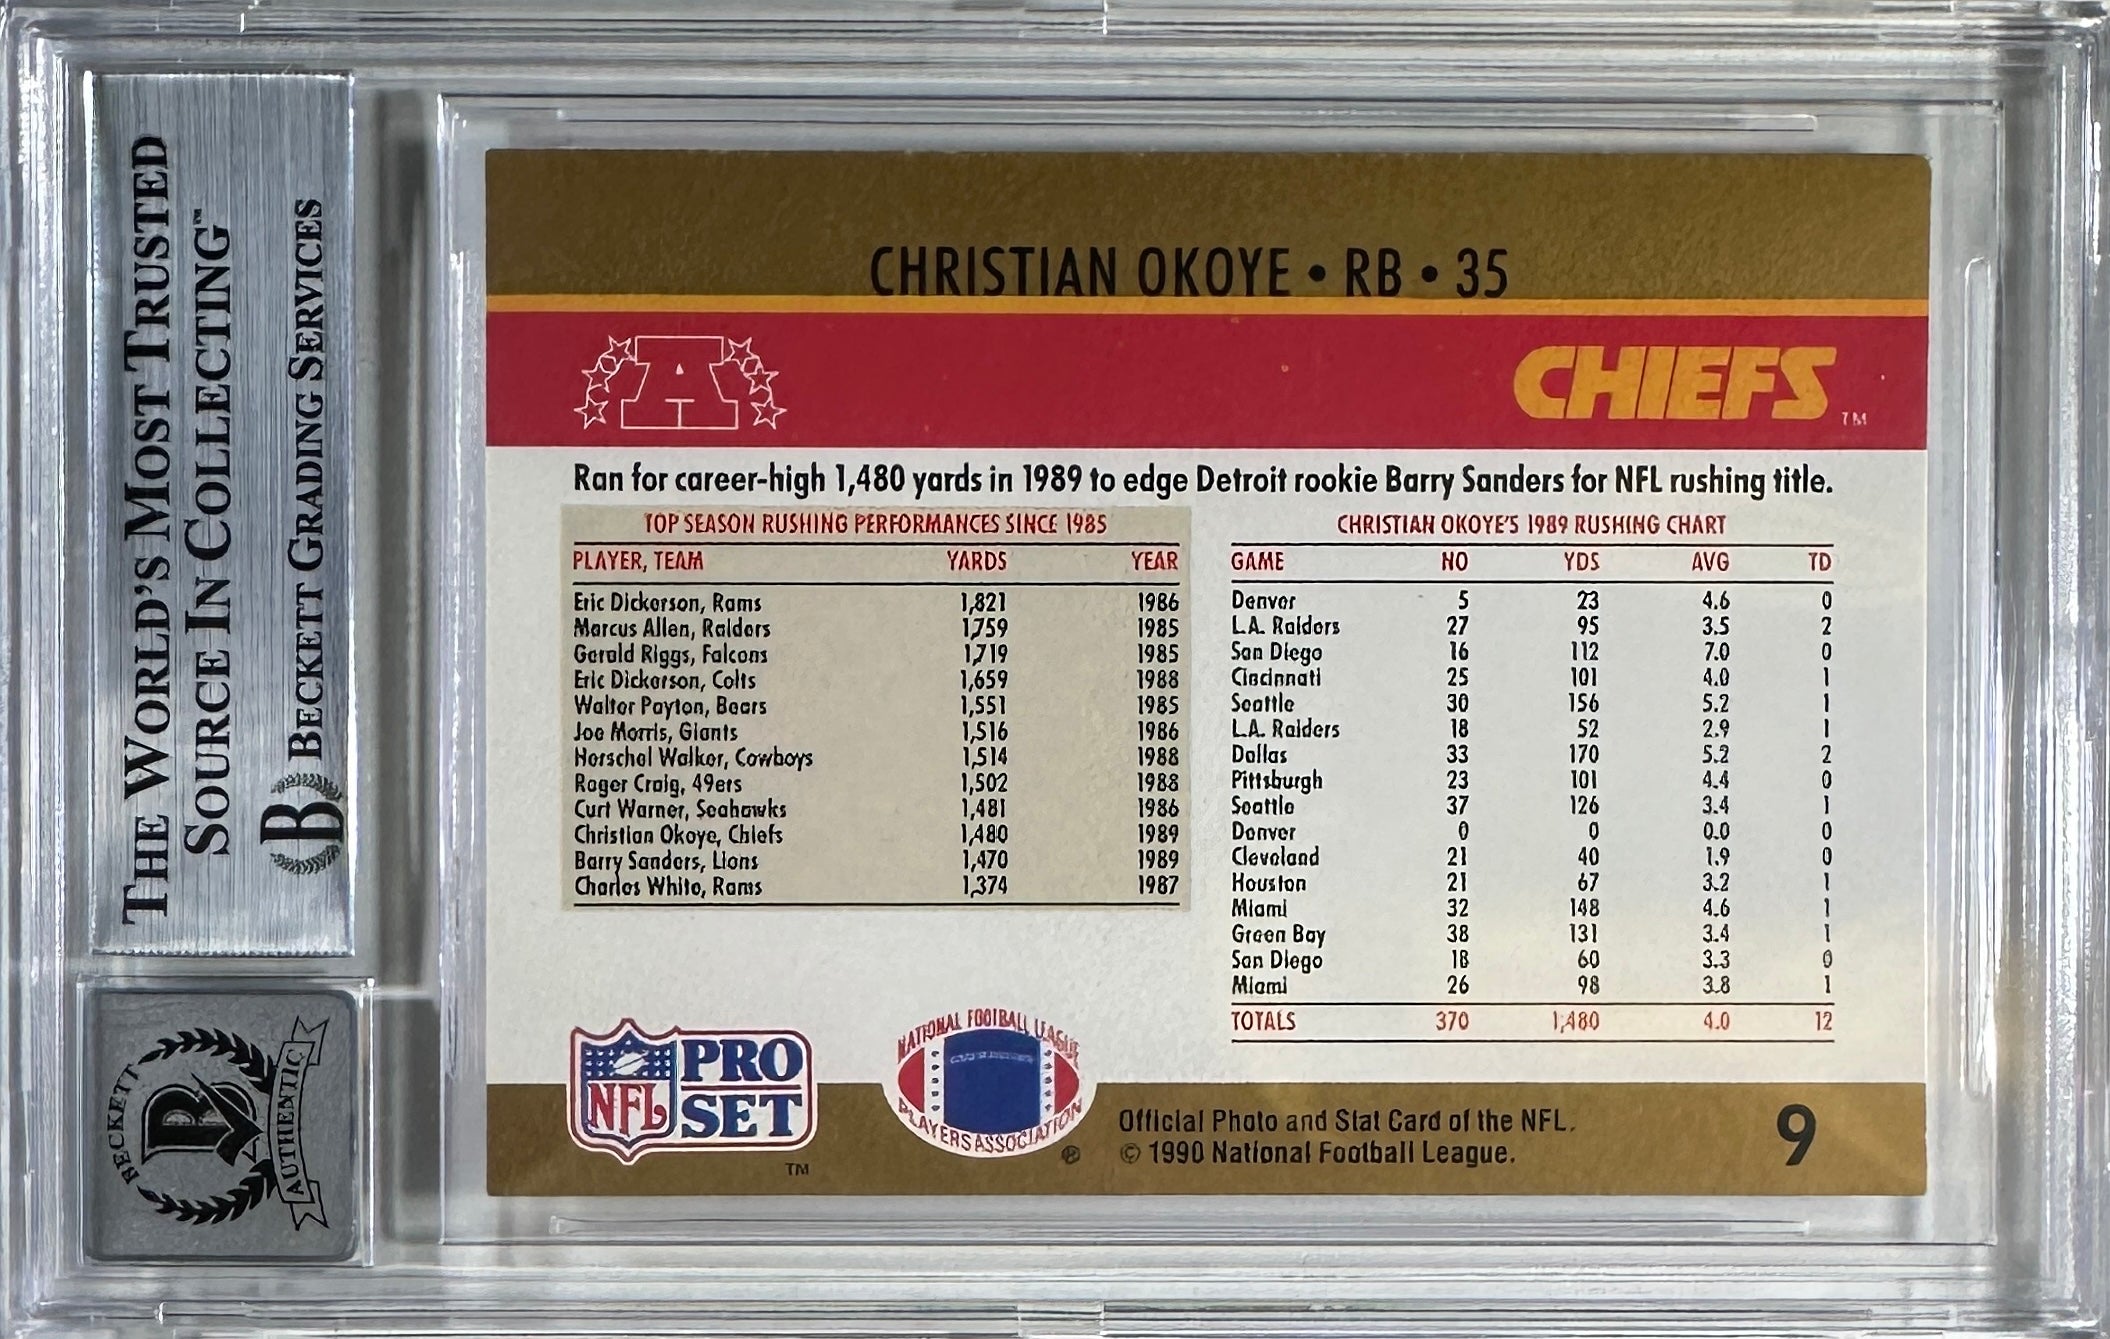 THE WORLD'S MOST TRUSTED
SOURCE IN COLLECTING™
B BECKETT GRADING SERVICES
BECKETT
B
AUTHENTIC
CHRISTIAN OKOYE • RB • 35
A
CHIEFS
TM
Ran for career-high 1,480 yards in 1989 to edge Detroit rookie Barry Sanders for NFL rushing title.
TOP SEASON RUSHING PERFORMANCES SINCE 1985
PLAYER, TEAM YARDS YEAR
Eric Dickerson, Rams 1,821 1986
Marcus Allen, Raiders 1,759 1985
Gerald Riggs, Falcons 1,719 1985
Eric Dickerson, Colts 1,659 1988
Walter Payton, Bears 1,551 1985
Joe Morris, Giants 1,516 1986
Herschel Walker, Cowboys 1,514 1988
Roger Craig, 49ers 1,502 1988
Curt Warner, Seahawks 1,481 1986
Christian Okoye, Chiefs 1,480 1989
Barry Sanders, Lions 1,470 1989
Charles White, Rams 1,374 1987
CHRISTIAN OKOYE'S 1989 RUSHING CHART
GAME NO YDS AVG TD
Denver 5 23 4.6 0
L.A. Raiders 27 95 3.5 2
San Diego 16 112 7.0 0
Cincinnati 25 101 4.0 1
Seattle 30 156 5.2 1
L.A. Raiders 18 52 2.9 1
Dallas 33 170 5.2 2
Pittsburgh 23 101 4.4 0
Seattle 37 126 3.4 1
Denver 0 0 0.0 0
Cleveland 21 40 1.9 0
Houston 21 67 3.2 1
Miami 32 148 4.6 1
Green Bay 38 131 3.4 1
San Diego 18 60 3.3 0
Miami 26 98 3.8 1
TOTALS 370 1,480 4.0 12
NFL PRO SET
NFL
TM
NATIONAL FOOTBALL LEAGUE
PLAYERS ASSOCIATION
®
Official Photo and Stat Card of the NFL.
© 1990 National Football League.
9